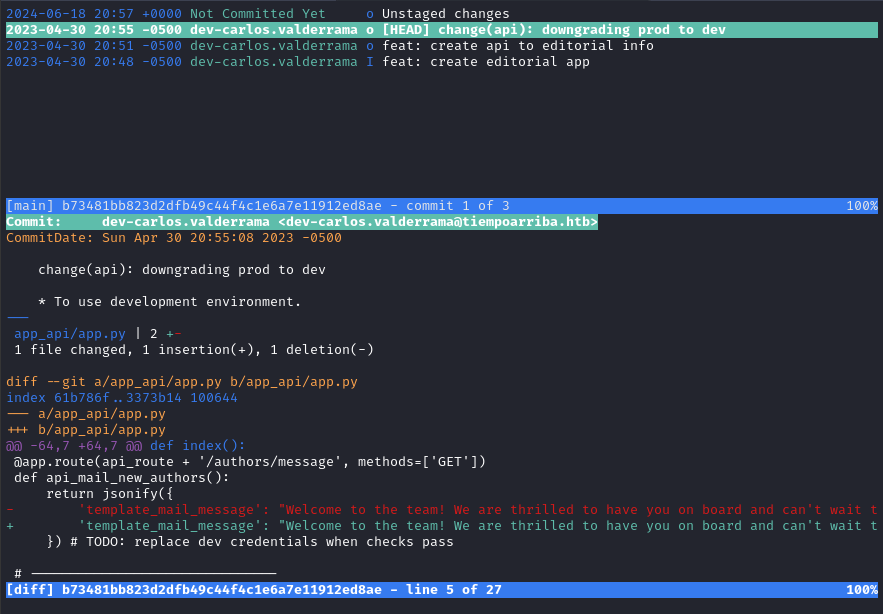 2024-06-18 20:57 +0000 Not Committed Yet     o Unstaged changes
2023-04-30 20:55 -0500 dev-carlos.valderrama o [HEAD] change(api): downgrading prod to dev
2023-04-30 20:51 -0500 dev-carlos.valderrama o feat: create api to editorial info
2023-04-30 20:48 -0500 dev-carlos.valderrama I feat: create editorial app
[main] b73481bb823d2dfb49c44f4c1e6a7e11912ed8ae - commit 1 of 3 100%
Commit:     dev-carlos.valderrama <dev-carlos.valderrama@tiempoarriba.htb>
CommitDate: Sun Apr 30 20:55:08 2023 -0500
change(api): downgrading prod to dev
* To use development environment.
---
app_api/app.py | 2 +-
1 file changed, 1 insertion(+), 1 deletion(-)
diff --git a/app_api/app.py b/app_api/app.py
index 61b786f..3373b14 100644
--- a/app_api/app.py
+++ b/app_api/app.py
@@ -64,7 +64,7 @@ def index():
@app.route(api_route + '/authors/message', methods=['GET'])
def api_mail_new_authors():
return jsonify({
-        'template_mail_message': "Welcome to the team! We are thrilled to have you on board and can't wait t
+        'template_mail_message': "Welcome to the team! We are thrilled to have you on board and can't wait t
}) # TODO: replace dev credentials when checks pass
# -------------------------------
[diff] b73481bb823d2dfb49c44f4c1e6a7e11912ed8ae - line 5 of 27 100%